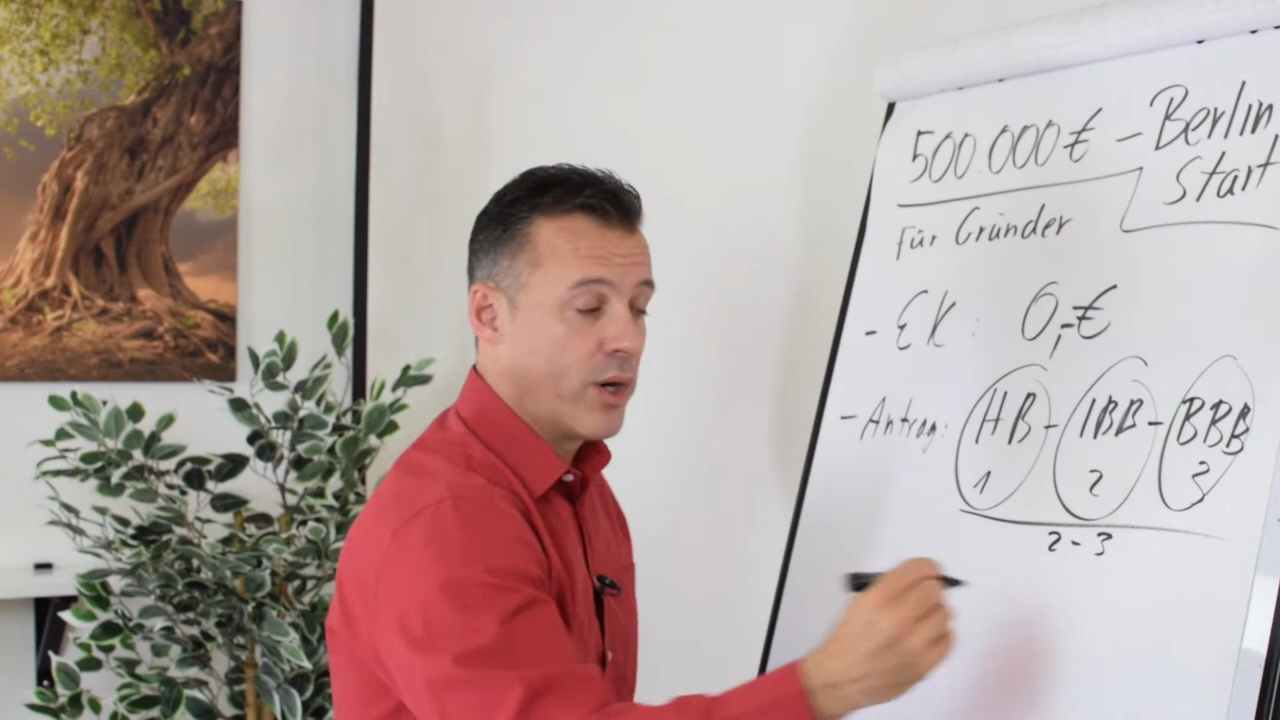 500.000€ - Berlin
Start
für Gründer
- EK : 0,-€
- Antrag: HB - IBB - BBB
1 2 3
2-3